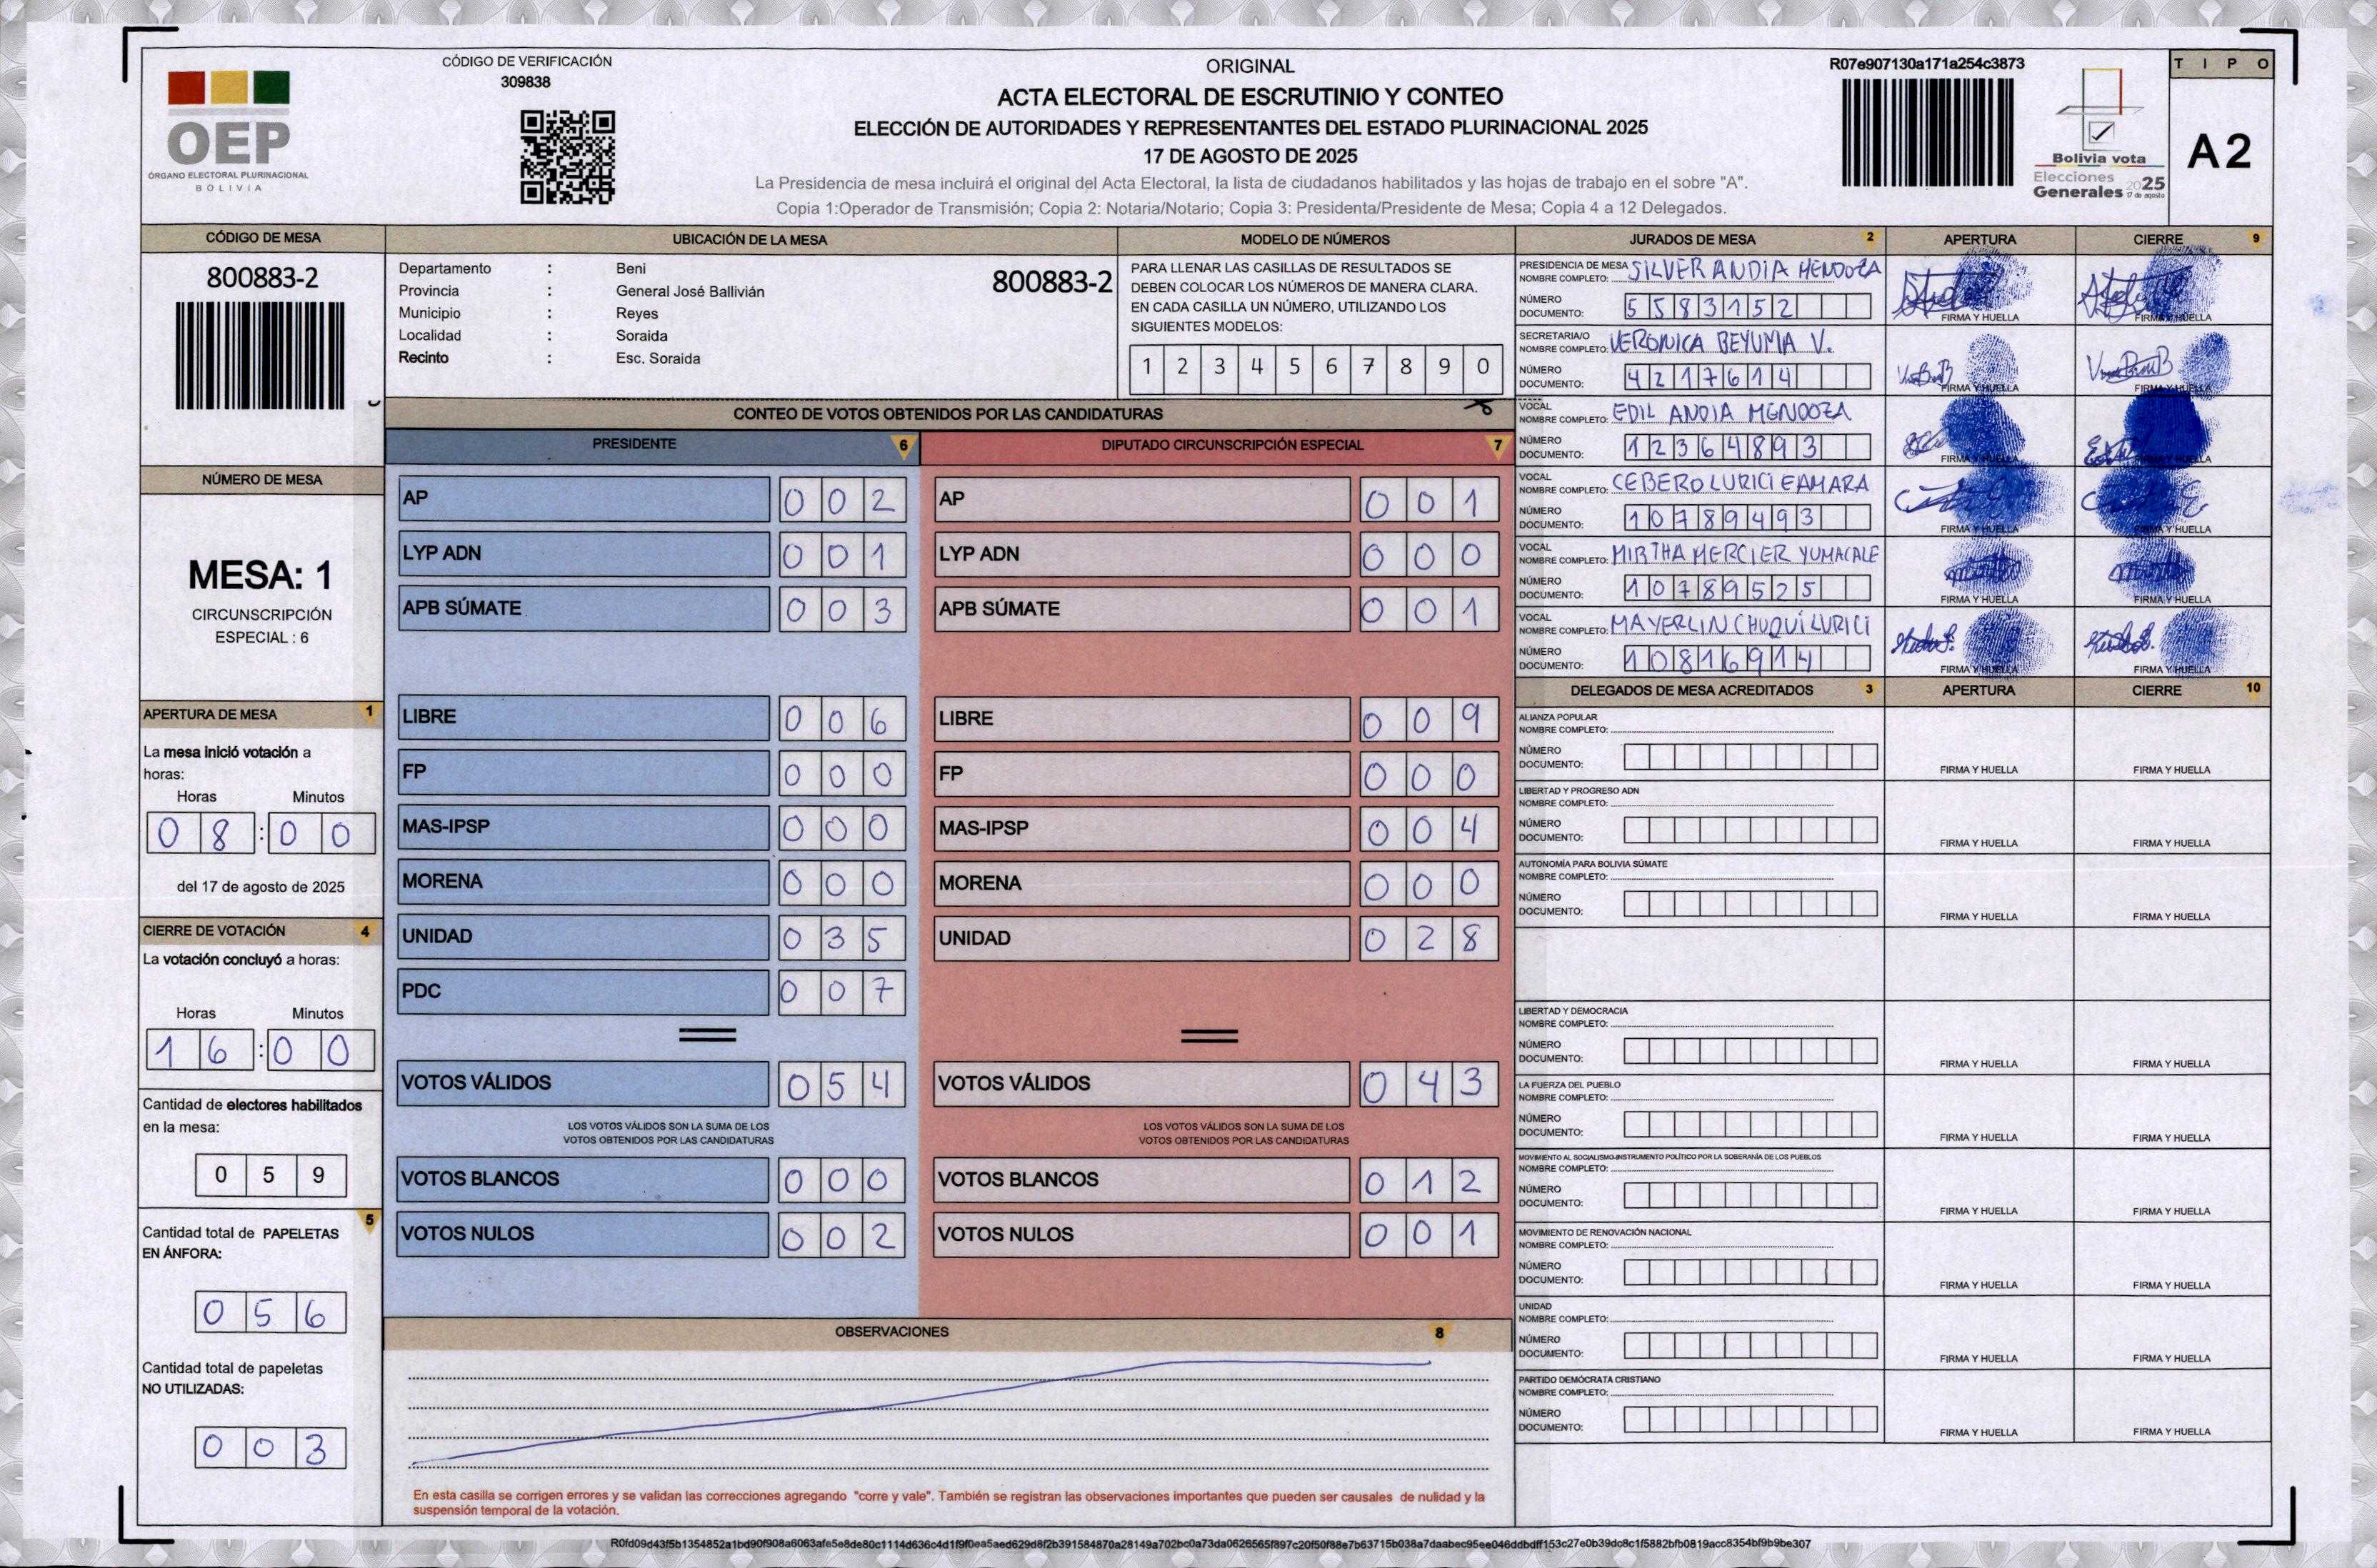 CÓDIGO DE VERIFICACIÓN
309838
OEP
ÓRGANO ELECTORAL PLURINACIONAL
BOLIVIA
ORIGINAL
ACTA ELECTORAL DE ESCRUTINIO Y CONTEO
ELECCIÓN DE AUTORIDADES Y REPRESENTANTES DEL ESTADO PLURINACIONAL 2025
17 DE AGOSTO DE 2025
La Presidencia de mesa incluirá el original del Acta Electoral, la lista de ciudadanos habilitados y las hojas de trabajo en el sobre "A".
Copia 1:Operador de Transmisión; Copia 2: Notaria/Notario; Copia 3: Presidenta/Presidente de Mesa; Copia 4 a 12 Delegados.
R07e907130a171a254c3873
Bolivia vota
Elecciones
Generales 2025
17 de agosto
TIPO
A2
CÓDIGO DE MESA
800883-2
NÚMERO DE MESA
MESA: 1
CIRCUNSCRIPCIÓN
ESPECIAL : 6
APERTURA DE MESA 1
La mesa inició votación a
horas:
Horas Minutos
08:00
del 17 de agosto de 2025
CIERRE DE VOTACIÓN 4
La votación concluyó a horas:
Horas Minutos
16:00
Cantidad de electores habilitados
en la mesa:
059
5
Cantidad total de PAPELETAS
EN ÁNFORA:
056
Cantidad total de papeletas
NO UTILIZADAS:
003
UBICACIÓN DE LA MESA
Departamento : Beni
800883-2
Provincia : General José Ballivián
Municipio : Reyes
Localidad : Soraida
Recinto : Esc. Soraida
MODELO DE NÚMEROS
PARA LLENAR LAS CASILLAS DE RESULTADOS SE
DEBEN COLOCAR LOS NÚMEROS DE MANERA CLARA.
EN CADA CASILLA UN NÚMERO, UTILIZANDO LOS
SIGUIENTES MODELOS:
1 2 3 4 5 6 7 8 9 0
CONTEO DE VOTOS OBTENIDOS POR LAS CANDIDATURAS
PRESIDENTE 6
AP 002
LYP ADN 001
APB SÚMATE 003
LIBRE 006
FP 000
MAS-IPSP 000
MORENA 000
UNIDAD 035
PDC 007
VOTOS VÁLIDOS 054
LOS VOTOS VÁLIDOS SON LA SUMA DE LOS
VOTOS OBTENIDOS POR LAS CANDIDATURAS
VOTOS BLANCOS 000
VOTOS NULOS 002
DIPUTADO CIRCUNSCRIPCIÓN ESPECIAL 7
AP 001
LYP ADN 000
APB SÚMATE 001
LIBRE 009
FP 000
MAS-IPSP 004
MORENA 000
UNIDAD 028
VOTOS VÁLIDOS 043
LOS VOTOS VÁLIDOS SON LA SUMA DE LOS
VOTOS OBTENIDOS POR LAS CANDIDATURAS
VOTOS BLANCOS 012
VOTOS NULOS 001
OBSERVACIONES 8
En esta casilla se corrigen errores y se validan las correcciones agregando "corre y vale". También se registran las observaciones importantes que pueden ser causales de nulidad y la
suspensión temporal de la votación.
JURADOS DE MESA 2 APERTURA CIERRE 9
PRESIDENCIA DE MESA
NOMBRE COMPLETO: SILVER ANDIA MENDOZA
NÚMERO
DOCUMENTO: 5583152
FIRMA Y HUELLA FIRMA Y HUELLA
SECRETARIA/O
NOMBRE COMPLETO: VERONICA BEYUMA V.
NÚMERO
DOCUMENTO: 4217614
FIRMA Y HUELLA FIRMA Y HUELLA
VOCAL
NOMBRE COMPLETO: EDIL ANDIA MENDOZA
NÚMERO
DOCUMENTO: 12364893
FIRMA Y HUELLA FIRMA Y HUELLA
VOCAL
NOMBRE COMPLETO: CEBERO LURICI EAMARA
NÚMERO
DOCUMENTO: 10789493
FIRMA Y HUELLA FIRMA Y HUELLA
VOCAL
NOMBRE COMPLETO: MIRTHA MERCIER YUMACALE
NÚMERO
DOCUMENTO: 10789525
FIRMA Y HUELLA FIRMA Y HUELLA
VOCAL
NOMBRE COMPLETO: MAYERLIN CHUQUI LURICI
NÚMERO
DOCUMENTO: 10816914
FIRMA Y HUELLA FIRMA Y HUELLA
DELEGADOS DE MESA ACREDITADOS 3 APERTURA CIERRE 10
ALIANZA POPULAR
NOMBRE COMPLETO:
NÚMERO
DOCUMENTO:
FIRMA Y HUELLA FIRMA Y HUELLA
LIBERTAD Y PROGRESO ADN
NOMBRE COMPLETO:
NÚMERO
DOCUMENTO:
FIRMA Y HUELLA FIRMA Y HUELLA
AUTONOMÍA PARA BOLIVIA SÚMATE
NOMBRE COMPLETO:
NÚMERO
DOCUMENTO:
FIRMA Y HUELLA FIRMA Y HUELLA
LIBERTAD Y DEMOCRACIA
NOMBRE COMPLETO:
NÚMERO
DOCUMENTO:
FIRMA Y HUELLA FIRMA Y HUELLA
LA FUERZA DEL PUEBLO
NOMBRE COMPLETO:
NÚMERO
DOCUMENTO:
FIRMA Y HUELLA FIRMA Y HUELLA
MOVIMIENTO AL SOCIALISMO-INSTRUMENTO POLÍTICO POR LA SOBERANÍA DE LOS PUEBLOS
NOMBRE COMPLETO:
NÚMERO
DOCUMENTO:
FIRMA Y HUELLA FIRMA Y HUELLA
MOVIMIENTO DE RENOVACIÓN NACIONAL
NOMBRE COMPLETO:
NÚMERO
DOCUMENTO:
FIRMA Y HUELLA FIRMA Y HUELLA
UNIDAD
NOMBRE COMPLETO:
NÚMERO
DOCUMENTO:
FIRMA Y HUELLA FIRMA Y HUELLA
PARTIDO DEMÓCRATA CRISTIANO
NOMBRE COMPLETO:
NÚMERO
DOCUMENTO:
FIRMA Y HUELLA FIRMA Y HUELLA